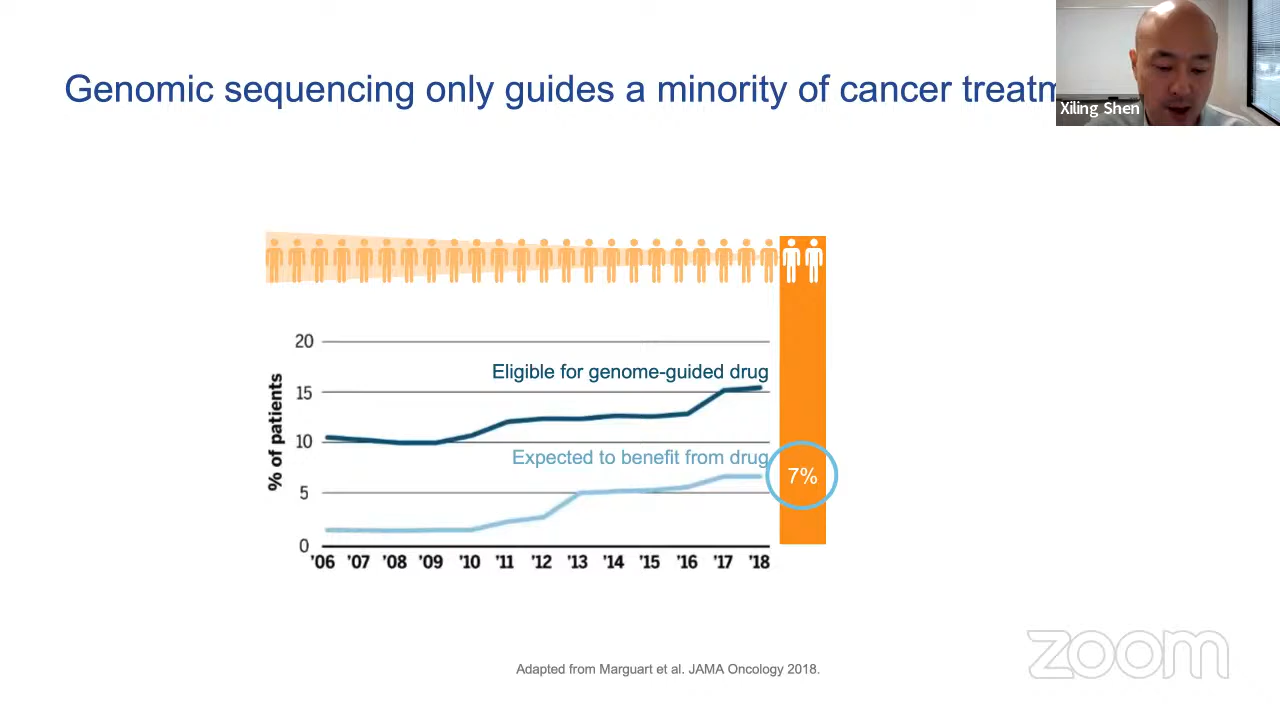 Genomic sequencing only guides a minority of cancer treatm
Xiling Shen
20
15
10
5
0
% of patients
Eligible for genome-guided drug
Expected to benefit from drug
7%
'06 '07 '08 '09 '10 '11 '12 '13 '14 '15 '16 '17 '18
Adapted from Marguart et al. JAMA Oncology 2018.
zoom